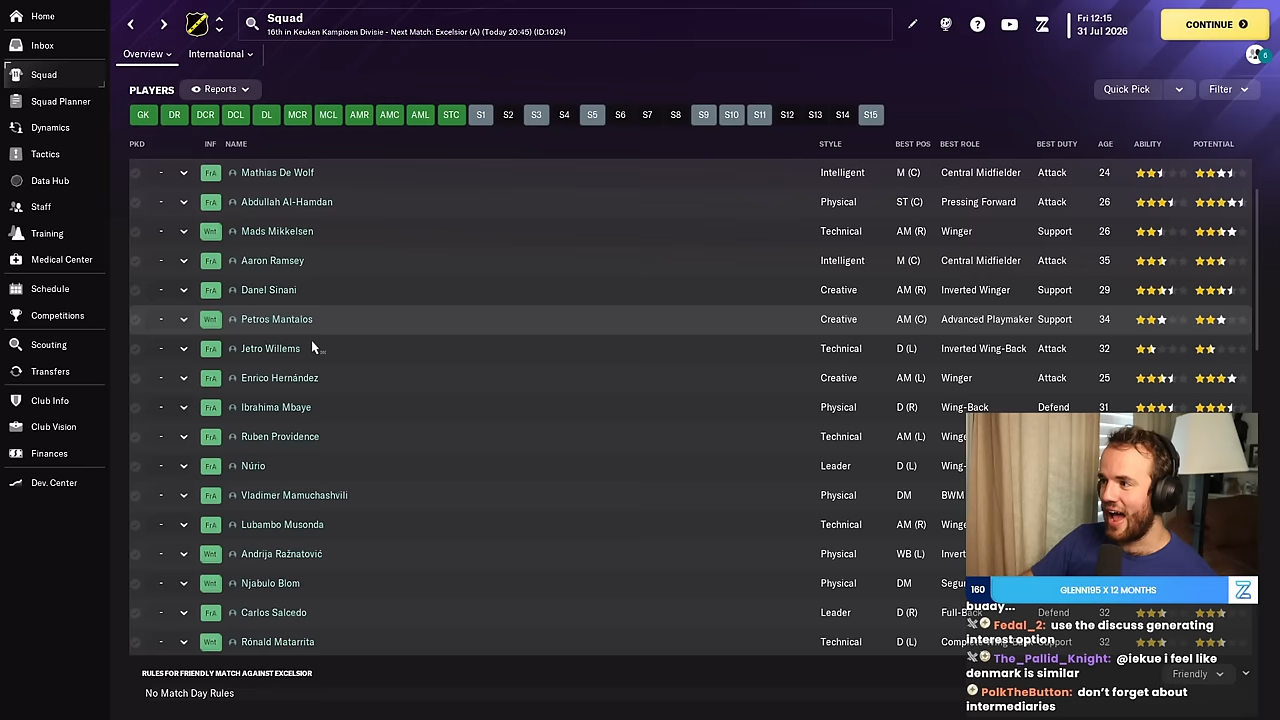 Home
Inbox
Squad
Squad Planner
Dynamics
Tactics
Data Hub
Staff
Training
Medical Center
Schedule
Competitions
Scouting
Transfers
Club Info
Club Vision
Finances
Dev. Center
Squad
16th in Keuken Kampioen Divisie - Next Match: Excelsior (A) (Today 20:45) (ID:1024)
Fri 12:15
31 Jul 2026
CONTINUE
6
Overview International
PLAYERS Reports Quick Pick Filter
GK DR DCR DCL DL MCR MCL AMR AMC AML STC S1 S2 S3 S4 S5 S6 S7 S8 S9 S10 S11 S12 S13 S14 S15
PKD INF NAME STYLE BEST POS BEST ROLE BEST DUTY AGE ABILITY POTENTIAL
- FrA Mathias De Wolf Intelligent M (C) Central Midfielder Attack 24
- FrA Abdullah Al-Hamdan Physical ST (C) Pressing Forward Attack 26
- Wnt Mads Mikkelsen Technical AM (R) Winger Support 26
- FrA Aaron Ramsey Intelligent M (C) Central Midfielder Attack 35
- FrA Danel Sinani Creative AM (R) Inverted Winger Support 29
- Wnt Petros Mantalos Creative AM (C) Advanced Playmaker Support 34
- FrA Jetro Willems Technical D (L) Inverted Wing-Back Attack 32
- FrA Enrico Hernández Creative AM (L) Winger Attack 25
- FrA Ibrahima Mbaye Physical D (R) Wing-Back Defend 31
- FrA Ruben Providence Technical AM (L) Winge
- FrA Núrio Leader D (L) Wing-
- FrA Vladimer Mamuchashvili Physical DM BWM
- FrA Lubambo Musonda Technical AM (R) Winge
- Wnt Andrija Ražnatović Physical WB (L) Invert
- Wnt Njabulo Blom Physical DM Segu
- FrA Carlos Salcedo Leader D (R) Full-Back Defend 32
- Wnt Rónald Matarrita Technical D (L) Comp Support 32
RULES FOR FRIENDLY MATCH AGAINST EXCELSIOR
No Match Day Rules
Friendly
160 GLENN195 X 12 MONTHS
buddy...
Fedal_2: use the discuss generating
interest option
The_Pallid_Knight: @iekue i feel like
denmark is similar
PolkTheButton: don't forget about
intermediaries